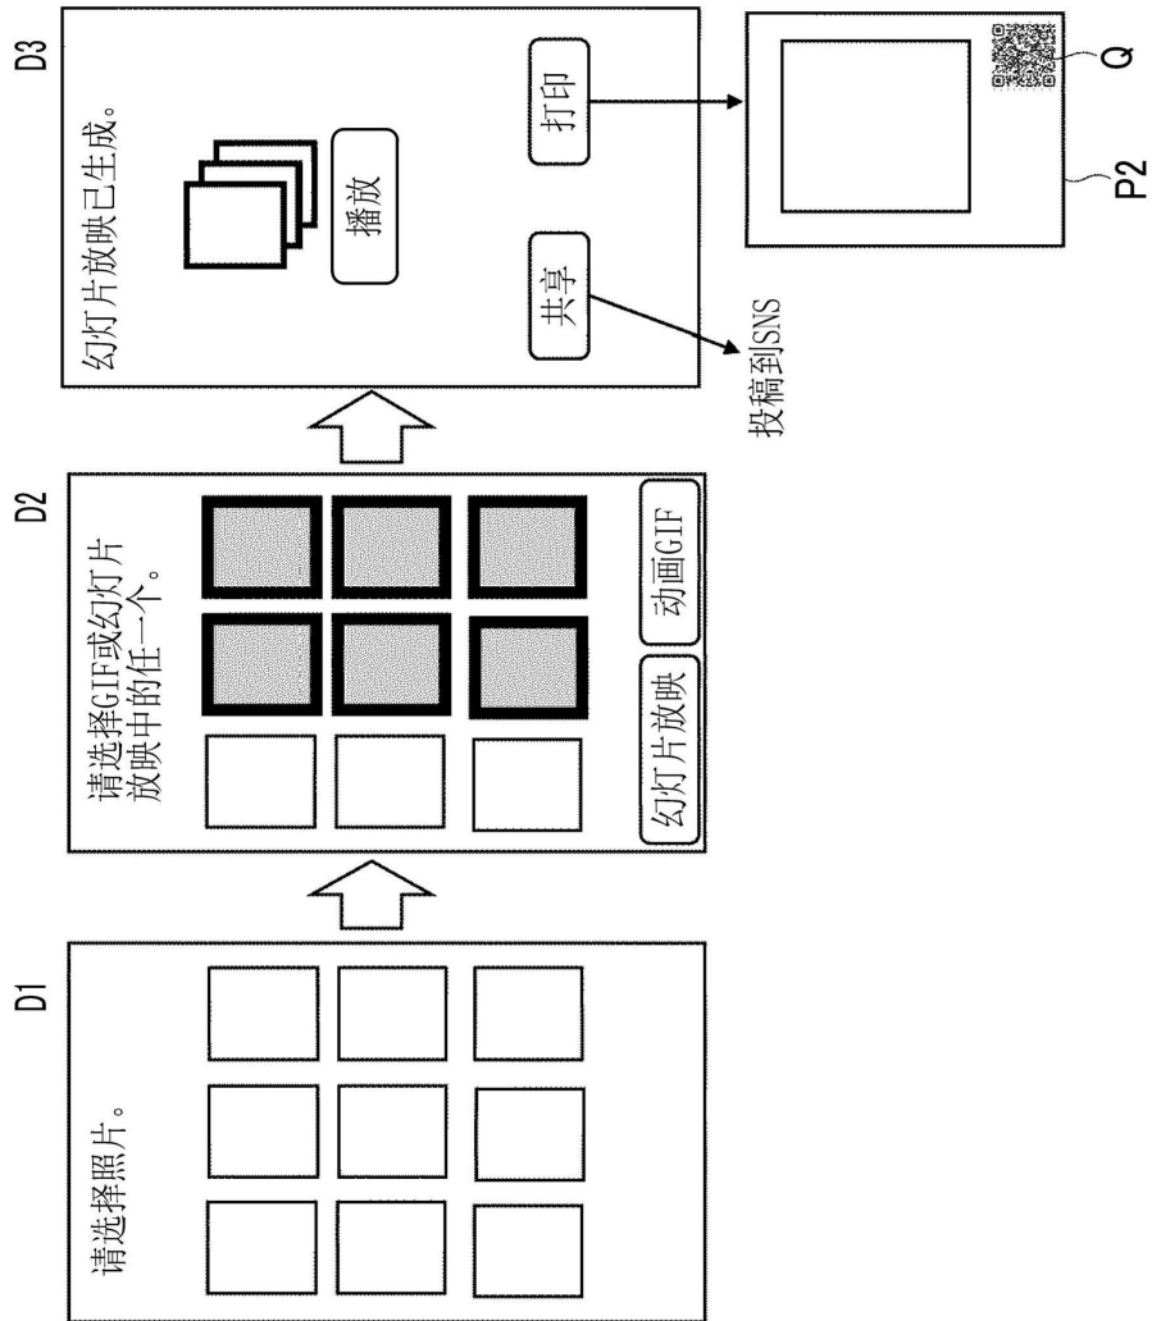 D1
请选择照片。
D2
请选择GIF或幻灯片
放映中的任一个。
幻灯片放映
动画GIF
D3
幻灯片放映已生成。
播放
共享
打印
投稿到SNS
P2
Q